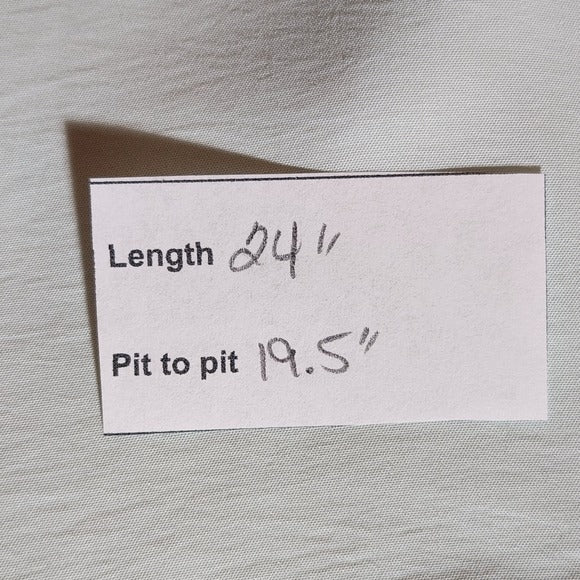 Length 24"
Pit to pit 19.5"